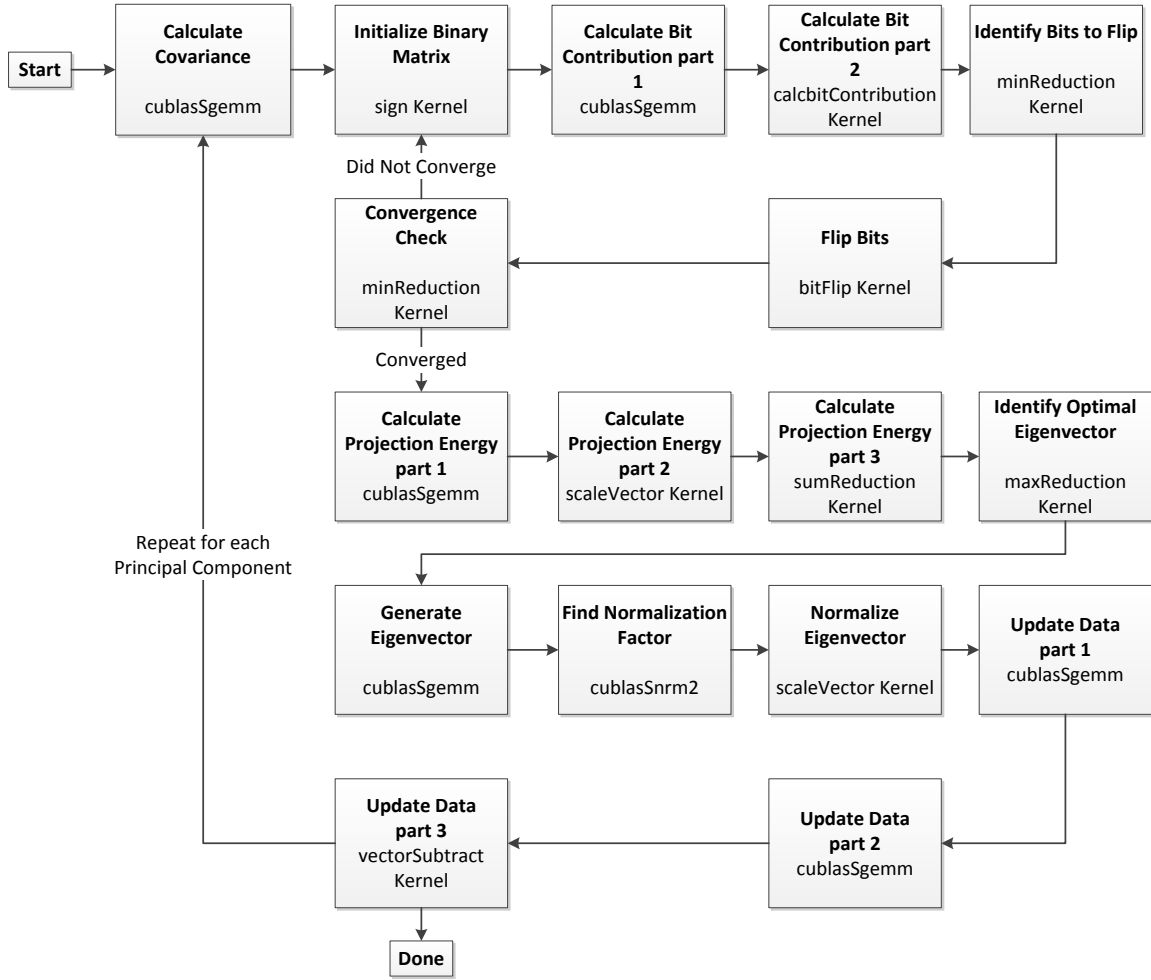 Start
Calculate
Covariance
cublasSgemm
Initialize Binary
Matrix
sign Kernel
Calculate Bit
Contribution part
1
cublasSgemm
Calculate Bit
Contribution part
2
calcbitContribution
Kernel
Identify Bits to Flip
minReduction
Kernel
Did Not Converge
Convergence
Check
minReduction
Kernel
Flip Bits
bitFlip Kernel
Converged
Calculate
Projection Energy
part 1
cublasSgemm
Calculate
Projection Energy
part 2
scaleVector Kernel
Calculate
Projection Energy
part 3
sumReduction
Kernel
Identify Optimal
Eigenvector
maxReduction
Kernel
Repeat for each
Principal Component
Generate
Eigenvector
cublasSgemm
Find Normalization
Factor
cublasSnrm2
Normalize
Eigenvector
scaleVector Kernel
Update Data
part 1
cublasSgemm
Update Data
part 3
vectorSubtract
Kernel
Update Data
part 2
cublasSgemm
Done